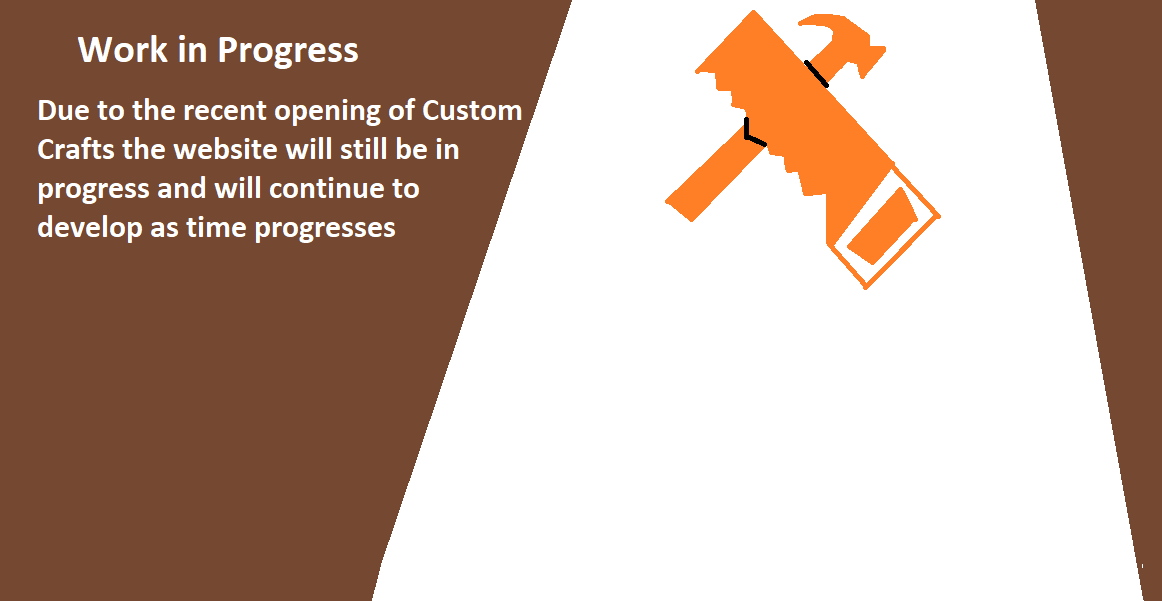 Work in Progress
Due to the recent opening of Custom
Crafts the website will still be in
progress and will continue to
develop as time progresses